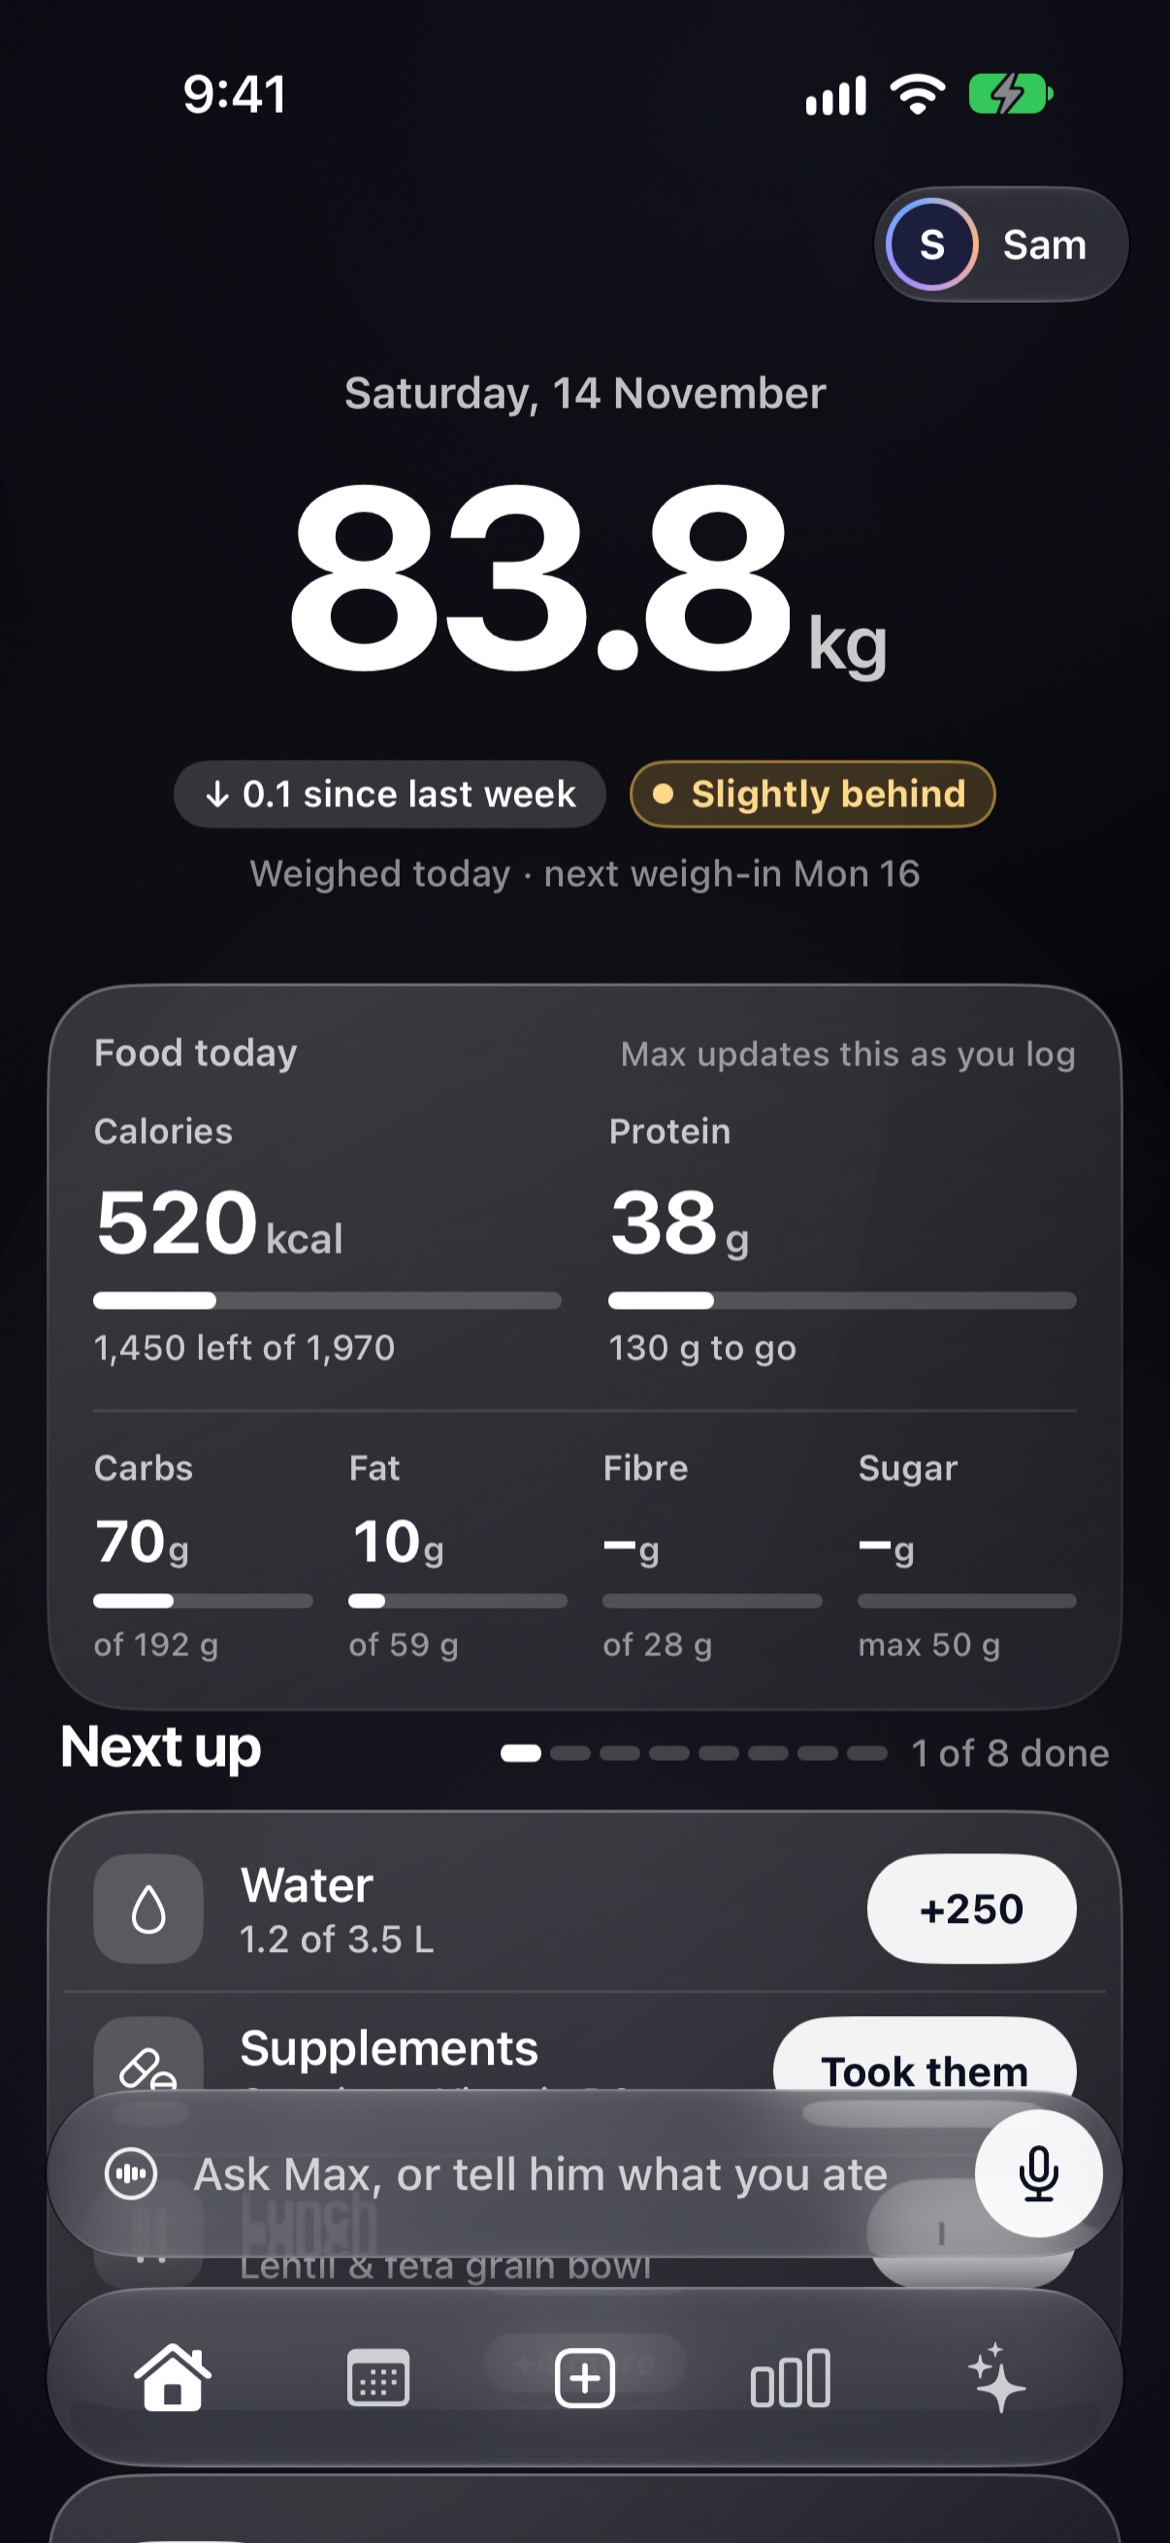 9:41
S Sam
Saturday, 14 November
83.8 kg
↓ 0.1 since last week
Slightly behind
Weighed today · next weigh-in Mon 16
Food today
Max updates this as you log
Calories
Protein
520 kcal
38 g
1,450 left of 1,970
130 g to go
Carbs
Fat
Fibre
Sugar
70 g
10 g
– g
– g
of 192 g
of 59 g
of 28 g
max 50 g
Next up
1 of 8 done
Water
+250
1.2 of 3.5 L
Supplements
Took them
Ask Max, or tell him what you ate
Lunch
Lentil & feta grain bowl